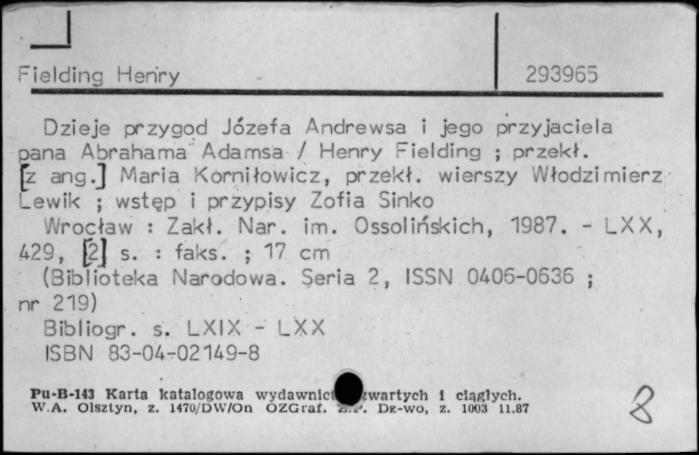 Fielding Henry 293965
Dzieje przygod Józefa Andrewsa i jego przyjaciela
pana Abrahama Adamsa / Henry Fielding ; przekł.
[z ang.] Maria Korniłowicz, przekł. wierszy Włodzimierz
Lewik ; wstęp i przypisy Zofia Sinko
Wrocław : Zakł. Nar. im. Ossolińskich, 1987. - LXX,
429, [2] s. : faks. ; 17 cm
(Biblioteka Narodowa. Seria 2, ISSN 0406-0636 ;
nr 219)
Bibliogr. s. LXIX - LXX
ISBN 83-04-02149-8
Pu-B-143 Karta katalogowa wydawnict zwartych i ciągłych.
W.A. Olsztyn, z. 1470/DW/On OZGraf. Z.P. Dz-wo, z. 1003 11.87
8